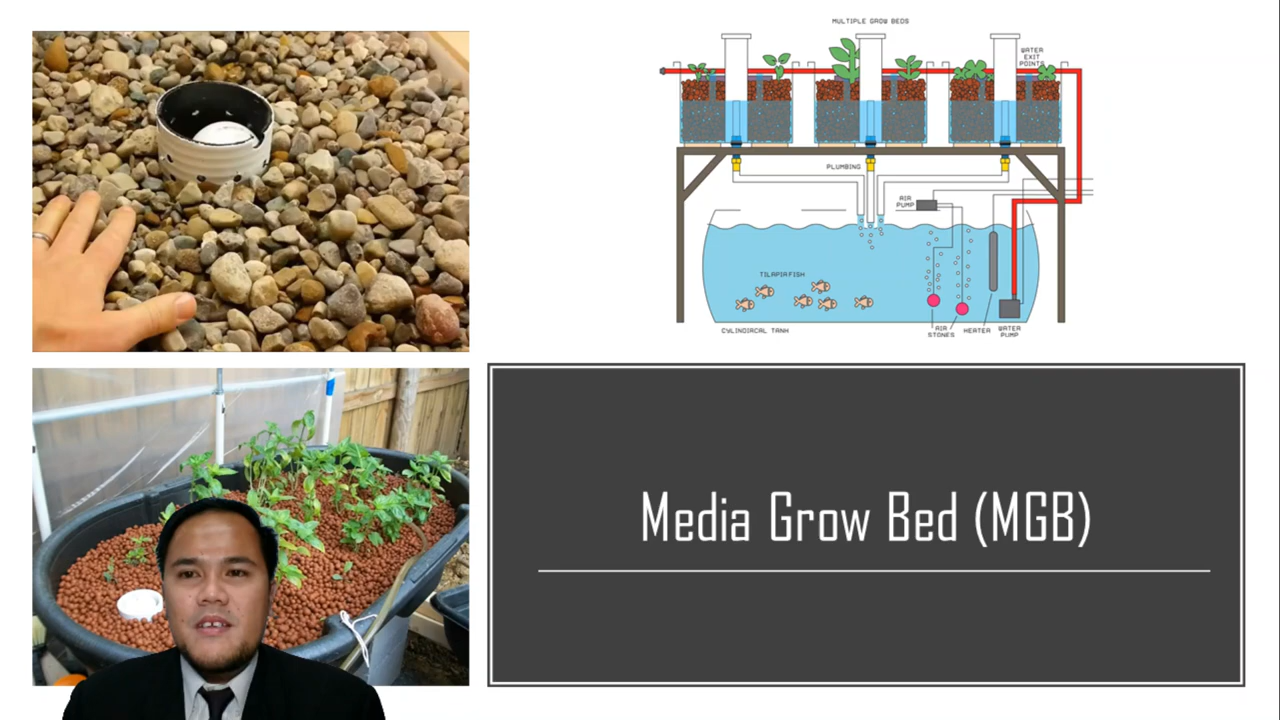 MULTIPLE GROW BEDS
WATER
EXIT
POINTS
PLUMBING
AIR
PUMP
TILAPIA FISH
CYLINDIRCAL TANK
AIR
STONES
HEATER
WATER
PUMP
Media Grow Bed (MGB)